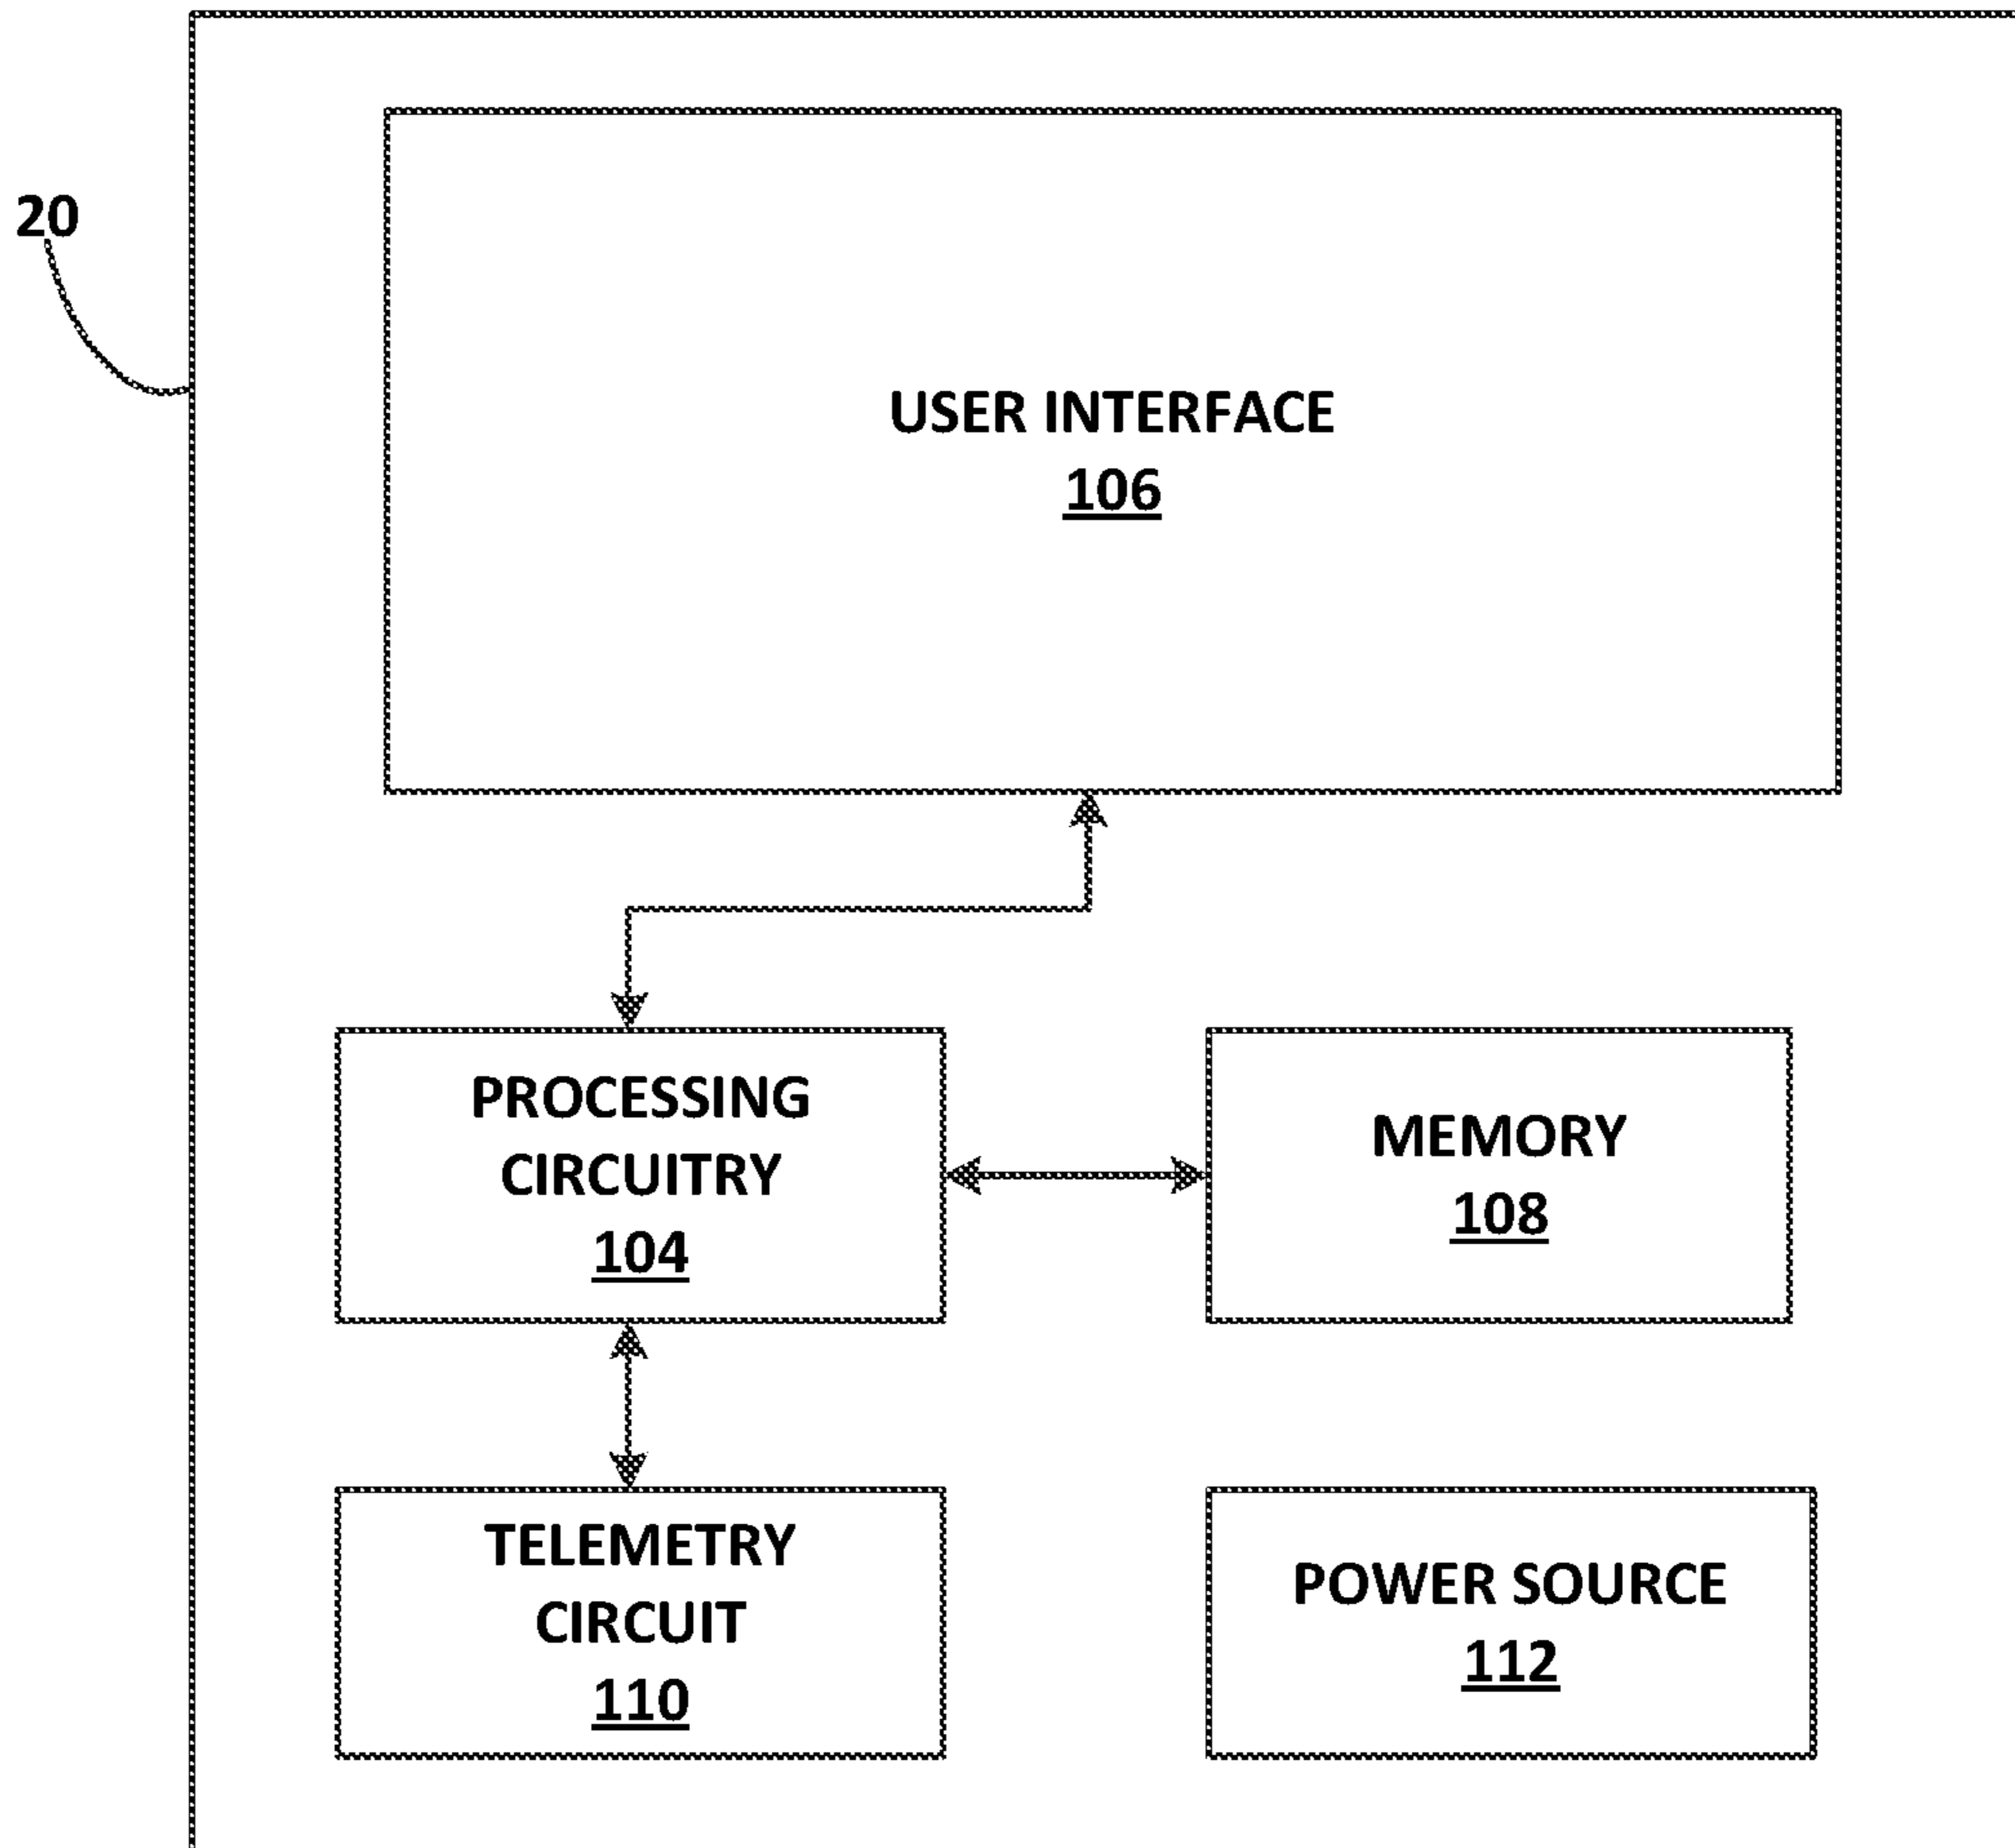 20
USER INTERFACE
106
PROCESSING
CIRCUITRY
104
MEMORY
108
TELEMETRY
CIRCUIT
110
POWER SOURCE
112